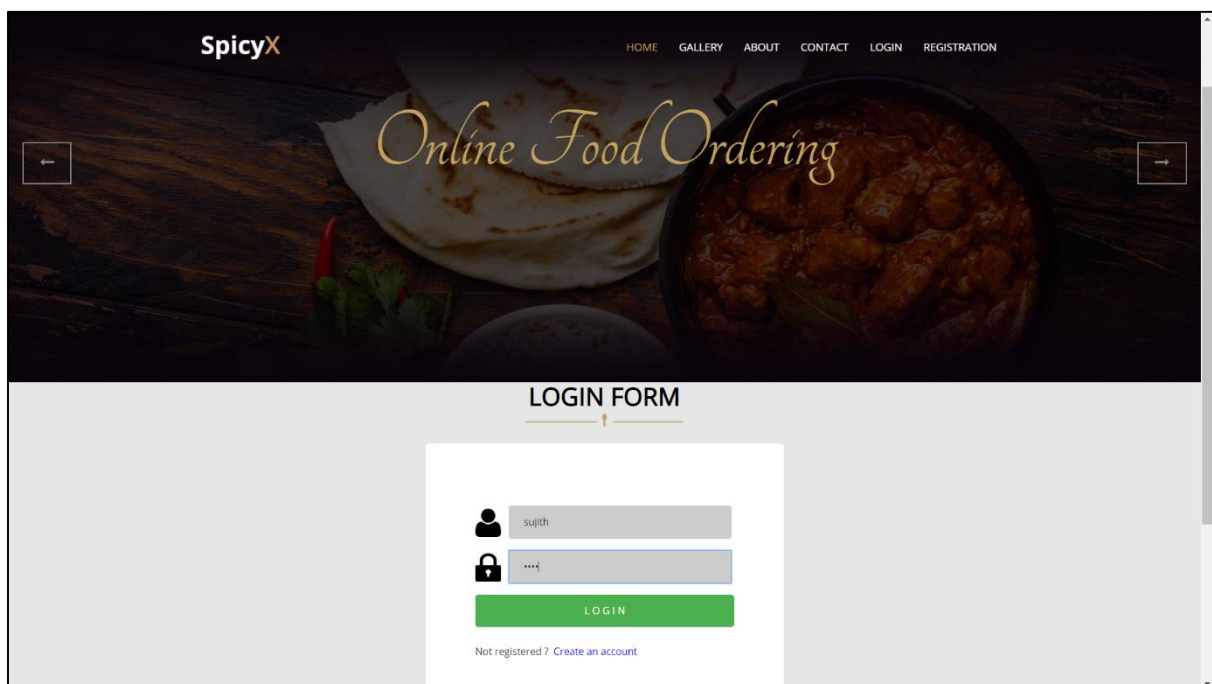 SpicyX
HOME GALLERY ABOUT CONTACT LOGIN REGISTRATION
Online Food Ordering
LOGIN FORM
sujith
••••
LOGIN
Not registered ? Create an account